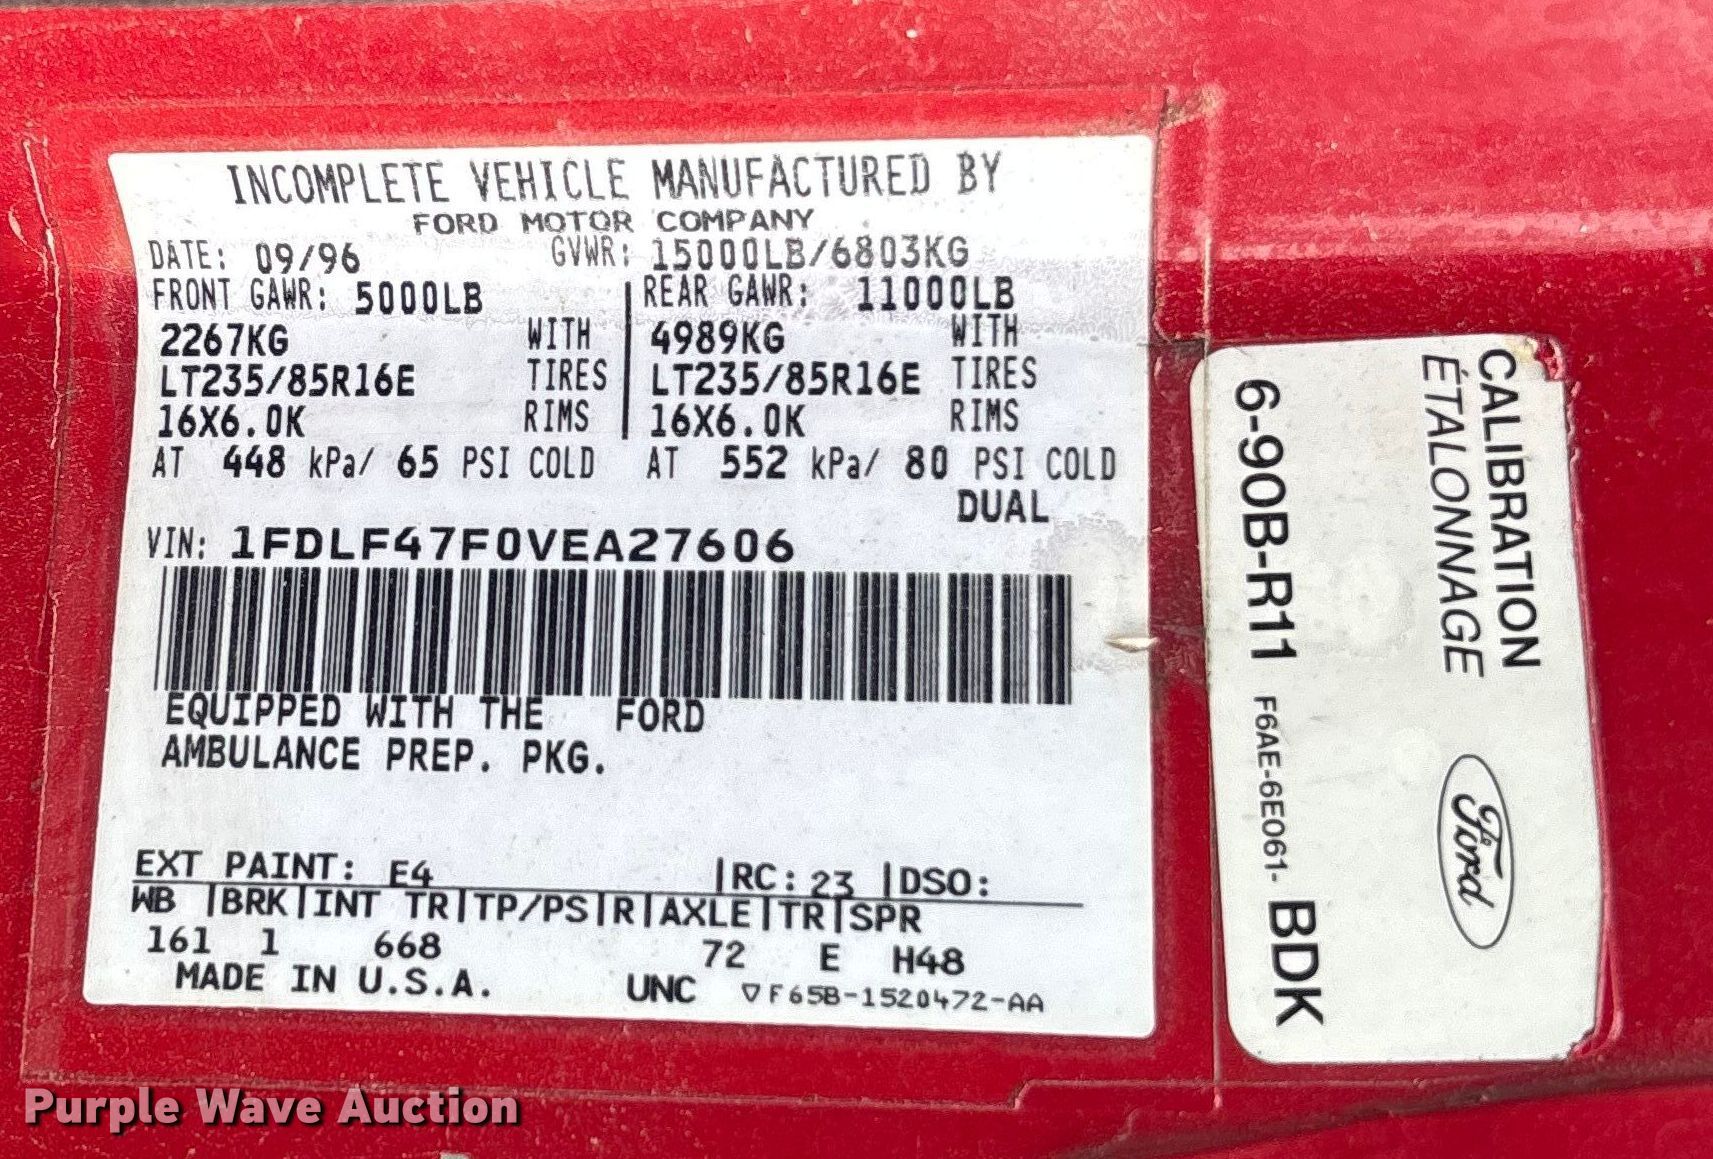 INCOMPLETE VEHICLE MANUFACTURED BY
FORD MOTOR COMPANY
DATE: 09/96 GVWR: 15000LB/6803KG
FRONT GAWR: 5000LB REAR GAWR: 11000LB
2267KG WITH 4989KG WITH
LT235/85R16E TIRES LT235/85R16E TIRES
16X6.0K RIMS 16X6.0K RIMS
AT 448 kPa/ 65 PSI COLD AT 552 kPa/ 80 PSI COLD
DUAL
VIN: 1FDLF47F0VEA27606
EQUIPPED WITH THE FORD
AMBULANCE PREP. PKG.
EXT PAINT: E4 |RC: 23 |DSO:
WB |BRK|INT TR|TP/PS|R|AXLE|TR|SPR
161 1 668 72 E H48
MADE IN U.S.A. UNC ▽F65B-1520472-AA
CALIBRATION
ÉTALONNAGE
Ford
6-90B-R11 F6AE-6E061- BDK
Purple Wave Auction